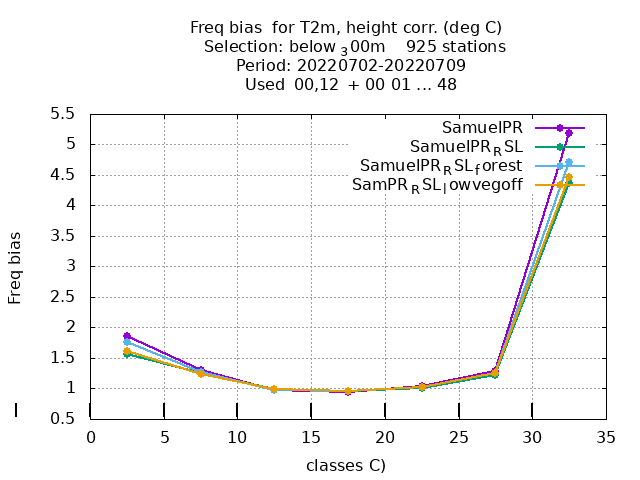 Freq bias for T2m, height corr. (deg C)
Selection: below ₃00m 925 stations
Period: 20220702-20220709
Used 00,12 + 00 01 ... 48
5.5
5
4.5
4
3.5
3
2.5
2
1.5
1
0.5
Freq bias
SamuelPR
SamuelPR_RSL
SamuelPR_RSL_forest
SamPR_RSL_lowvegoff
0 5 10 15 20 25 30 35
classes C)